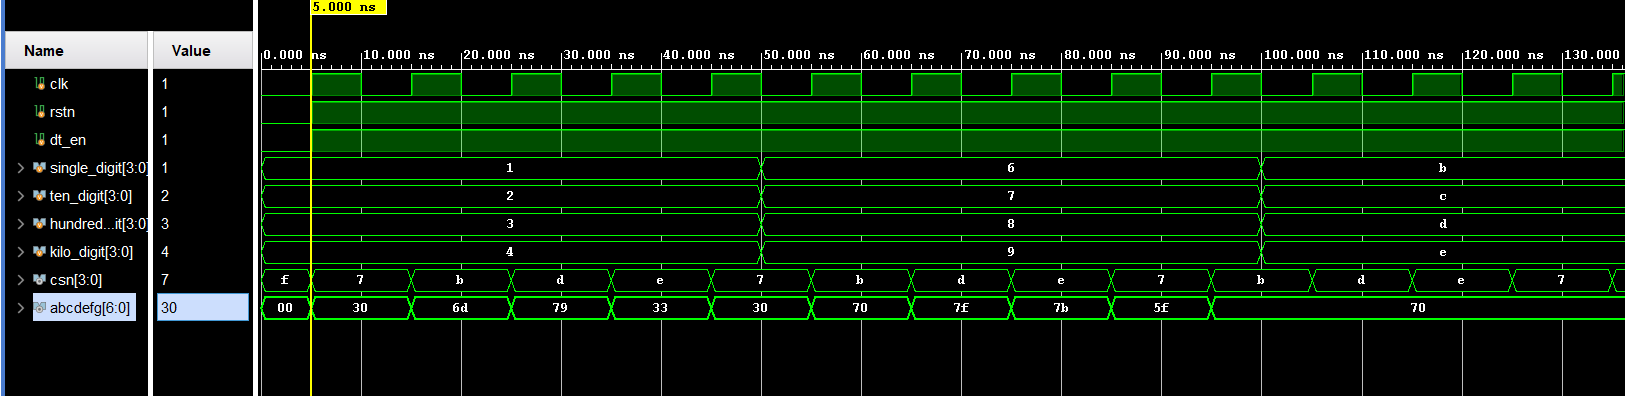 5.000 ns
Name Value
0.000 ns 10.000 ns 20.000 ns 30.000 ns 40.000 ns 50.000 ns 60.000 ns 70.000 ns 80.000 ns 90.000 ns 100.000 ns 110.000 ns 120.000 ns 130.000
clk 1
rstn 1
dt_en 1
single_digit[3:0] 1 1 6 b
ten_digit[3:0] 2 2 7 c
hundred...it[3:0] 3 3 8 d
kilo_digit[3:0] 4 4 9 e
csn[3:0] 7 f 7 b d e 7 b d e 7 b d e 7
abcdefg[6:0] 30 00 30 6d 79 33 30 70 7f 7b 5f 70